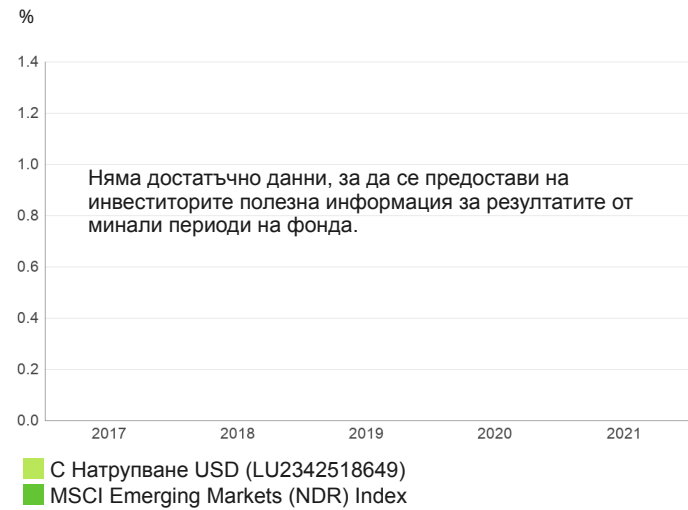 %
1.4
1.2
1.0
Няма достатъчно данни, за да се предостави на
инвеститорите полезна информация за резултатите от
0.8
минали периоди на фонда.
0.6
0.4
0.2
0.0
2017 2018 2019 2020 2021
С Натрупване USD (LU2342518649)
MSCI Emerging Markets (NDR) Index